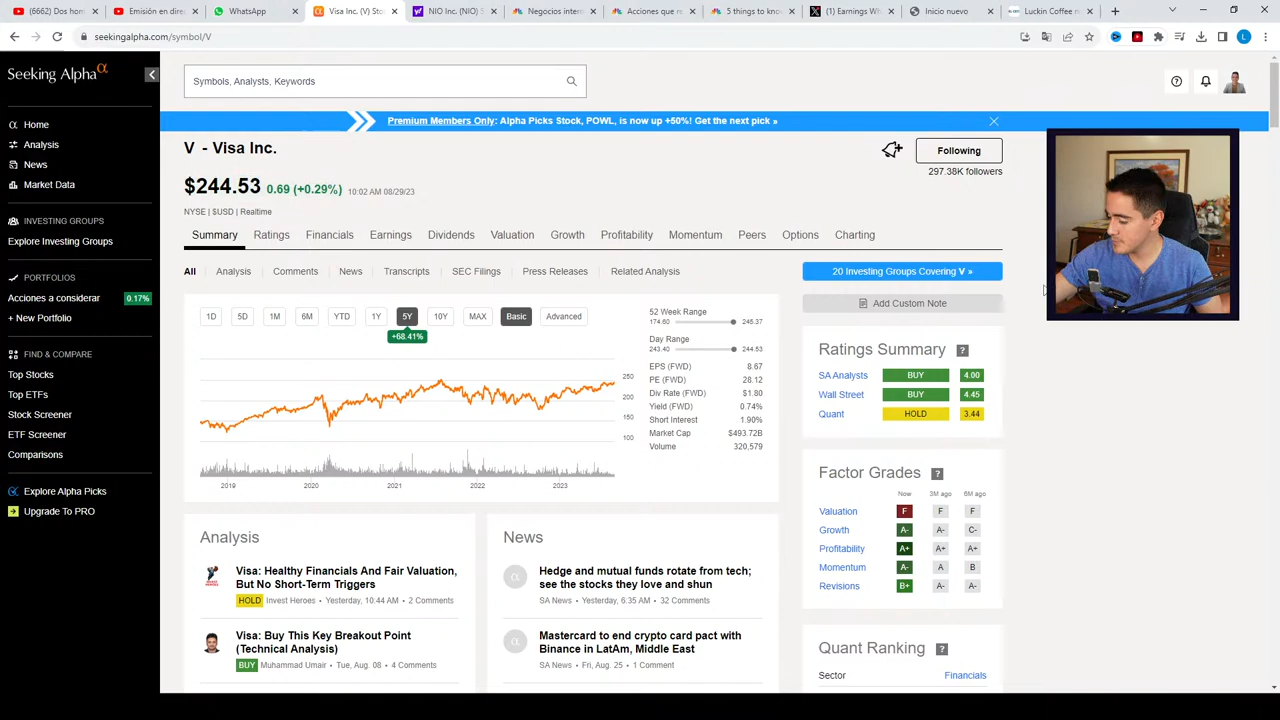 (6662) Dos h
Emisión en direc
WhatsApp
Visa Inc. (V) Stoc
NIO Inc. (NIO) S
Negocios intern
Acciones que re
5 things to know
(1) Earnings Wh
Inicio nuevo
Luckin Coffee n
seekingalpha.com/symbol/V
L
Seeking Alpha α
Symbols, Analysts, Keywords
Home
Analysis
News
Market Data
INVESTING GROUPS
Explore Investing Groups
PORTFOLIOS
Acciones a considerar 0.17%
+ New Portfolio
FIND & COMPARE
Top Stocks
Top ETFs
Stock Screener
ETF Screener
Comparisons
Explore Alpha Picks
Upgrade To PRO
Premium Members Only: Alpha Picks Stock, POWL, is now up +50%! Get the next pick »
V - Visa Inc.
Following
297.38K followers
$244.53 0.69 (+0.29%) 10:02 AM 08/29/23
NYSE | $USD | Realtime
Summary Ratings Financials Earnings Dividends Valuation Growth Profitability Momentum Peers Options Charting
All Analysis Comments News Transcripts SEC Filings Press Releases Related Analysis
20 Investing Groups Covering V »
Add Custom Note
1D 5D 1M 6M YTD 1Y 5Y 10Y MAX Basic Advanced
+68.41%
250
200
150
100
2019 2020 2021 2022 2023
52 Week Range
174.60 245.37
Day Range
243.40 244.53
EPS (FWD) 8.67
PE (FWD) 28.12
Div Rate (FWD) $1.80
Yield (FWD) 0.74%
Short Interest 1.90%
Market Cap $493.72B
Volume 320,579
Ratings Summary ?
SA Analysts BUY 4.00
Wall Street BUY 4.45
Quant HOLD 3.44
Factor Grades ?
Now 3M ago 6M ago
Valuation F F F
Growth A- A- C-
Profitability A+ A+ A+
Momentum A- A B
Revisions B+ A- A-
Quant Ranking ?
Sector Financials
Analysis
Visa: Healthy Financials And Fair Valuation,
But No Short-Term Triggers
HOLD Invest Heroes • Yesterday, 10:44 AM • 2 Comments
Visa: Buy This Key Breakout Point
(Technical Analysis)
BUY Muhammad Umair • Tue, Aug. 08 • 4 Comments
News
Hedge and mutual funds rotate from tech;
see the stocks they love and shun
SA News • Yesterday, 6:35 AM • 32 Comments
Mastercard to end crypto card pact with
Binance in LatAm, Middle East
SA News • Fri, Aug. 25 • 1 Comment